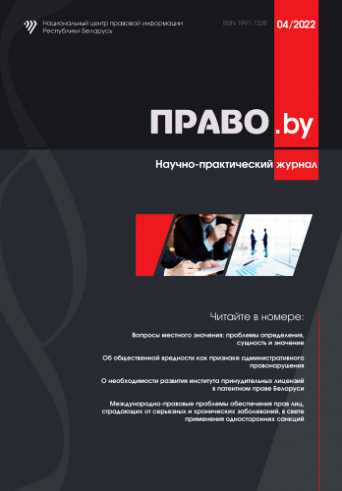 Национальный центр правовой информации
Республики Беларусь
ISSN 1997-7328
04/2022
ПРАВО.by
Научно-практический журнал
Читайте в номере:
Вопросы местного значения: проблемы определения,
сущность и значение
Об общественной вредности как признаке административного
правонарушения
О необходимости развития института принудительных лицензий
в патентном праве Беларуси
Международно-правовые проблемы обеспечения прав лиц,
страдающих от серьезных и хронических заболеваний, в свете
применения односторонних санкций